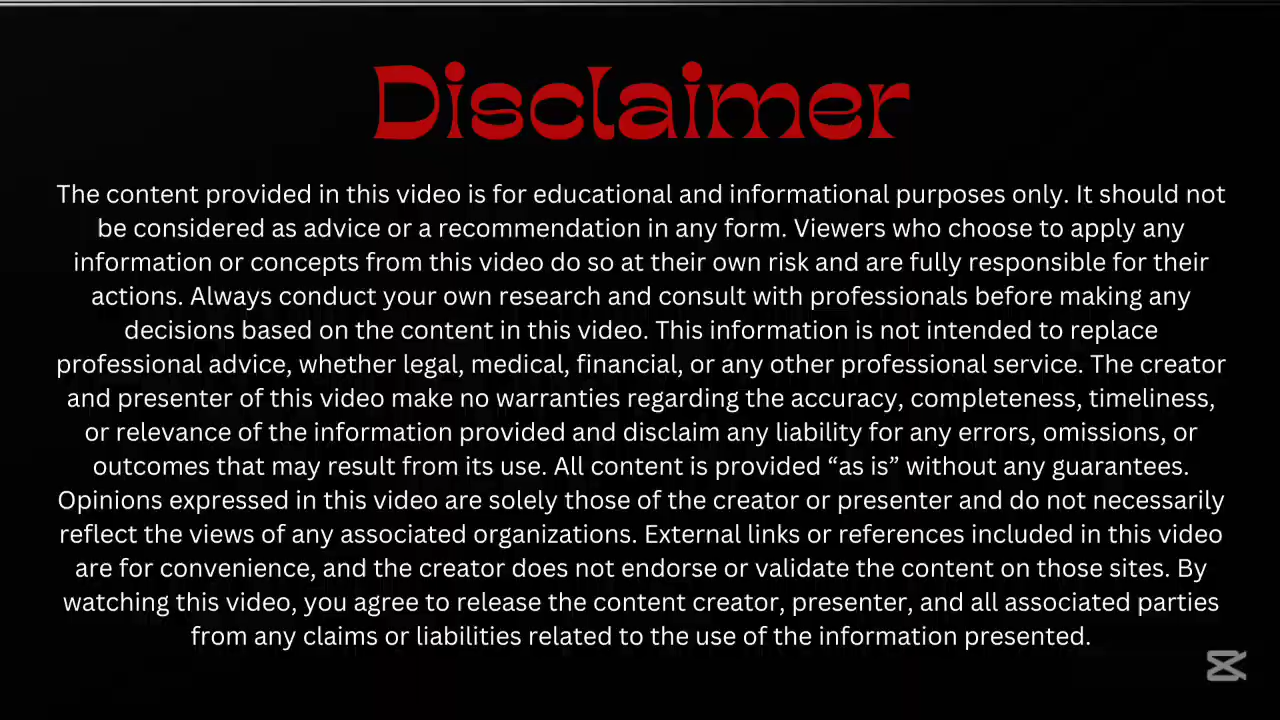 Disclaimer
The content provided in this video is for educational and informational purposes only. It should not
be considered as advice or a recommendation in any form. Viewers who choose to apply any
information or concepts from this video do so at their own risk and are fully responsible for their
actions. Always conduct your own research and consult with professionals before making any
decisions based on the content in this video. This information is not intended to replace
professional advice, whether legal, medical, financial, or any other professional service. The creator
and presenter of this video make no warranties regarding the accuracy, completeness, timeliness,
or relevance of the information provided and disclaim any liability for any errors, omissions, or
outcomes that may result from its use. All content is provided “as is” without any guarantees.
Opinions expressed in this video are solely those of the creator or presenter and do not necessarily
reflect the views of any associated organizations. External links or references included in this video
are for convenience, and the creator does not endorse or validate the content on those sites. By
watching this video, you agree to release the content creator, presenter, and all associated parties
from any claims or liabilities related to the use of the information presented.